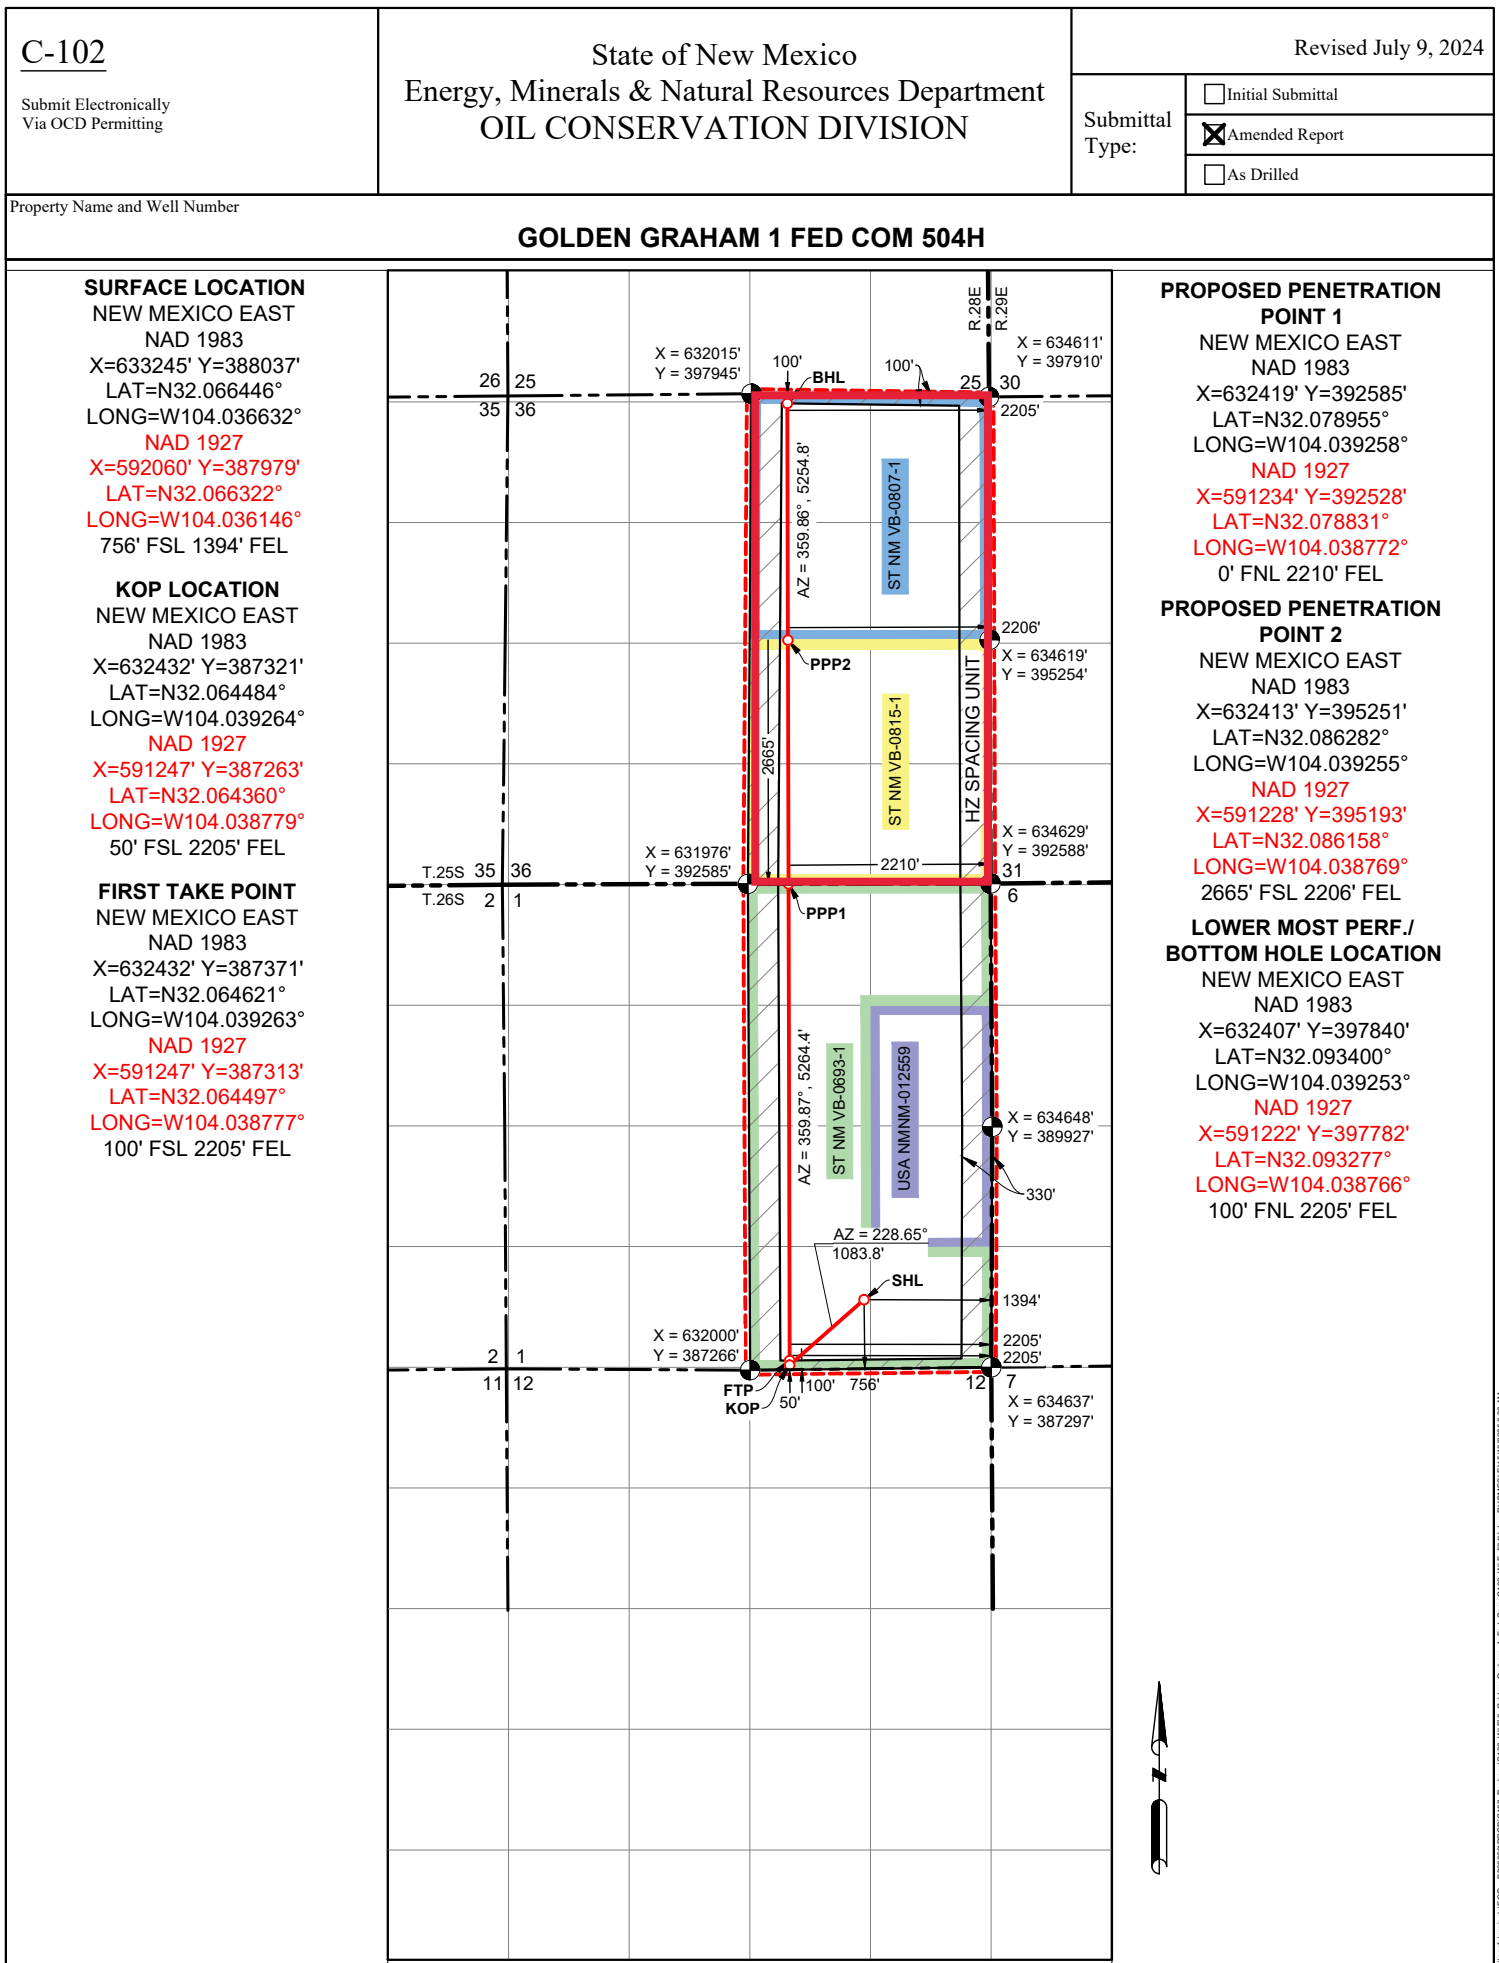 C-102
Submit Electronically
Via OCD Permitting
State of New Mexico
Energy, Minerals & Natural Resources Department
OIL CONSERVATION DIVISION
Revised July 9, 2024
Submittal
Type:
Initial Submittal
Amended Report
As Drilled
Property Name and Well Number
GOLDEN GRAHAM 1 FED COM 504H
SURFACE LOCATION
NEW MEXICO EAST
NAD 1983
X=633245' Y=388037'
LAT=N32.066446°
LONG=W104.036632°
NAD 1927
X=592060' Y=387979'
LAT=N32.066322°
LONG=W104.036146°
756' FSL 1394' FEL
KOP LOCATION
NEW MEXICO EAST
NAD 1983
X=632432' Y=387321'
LAT=N32.064484°
LONG=W104.039264°
NAD 1927
X=591247' Y=387263'
LAT=N32.064360°
LONG=W104.038779°
50' FSL 2205' FEL
FIRST TAKE POINT
NEW MEXICO EAST
NAD 1983
X=632432' Y=387371'
LAT=N32.064621°
LONG=W104.039263°
NAD 1927
X=591247' Y=387313'
LAT=N32.064497°
LONG=W104.038777°
100' FSL 2205' FEL
R.28E
R.29E
X = 632015'
Y = 397945'
100'
BHL
100'
X = 634611'
Y = 397910'
26 25
35 36
25 30
2205'
AZ = 359.86°, 5254.8'
ST NM VB-0807-1
2206'
PPP2
X = 634619'
Y = 395254'
2665'
ST NM VB-0815-1
HZ SPACING UNIT
X = 631976'
Y = 392585'
2210'
X = 634629'
Y = 392588'
T.25S 35 36
T.26S 2 1
31
6
PPP1
AZ = 359.87°, 5264.4'
ST NM VB-0693-1
USA NMNM-012559
X = 634648'
Y = 389927'
330'
AZ = 228.65°
1083.8'
SHL
1394'
X = 632000'
Y = 387266'
2205'
2205'
2 1
11 12
FTP
KOP
50'
100'
756'
12 7
X = 634637'
Y = 387297'
PROPOSED PENETRATION
POINT 1
NEW MEXICO EAST
NAD 1983
X=632419' Y=392585'
LAT=N32.078955°
LONG=W104.039258°
NAD 1927
X=591234' Y=392528'
LAT=N32.078831°
LONG=W104.038772°
0' FNL 2210' FEL
PROPOSED PENETRATION
POINT 2
NEW MEXICO EAST
NAD 1983
X=632413' Y=395251'
LAT=N32.086282°
LONG=W104.039255°
NAD 1927
X=591228' Y=395193'
LAT=N32.086158°
LONG=W104.038769°
2665' FSL 2206' FEL
LOWER MOST PERF./
BOTTOM HOLE LOCATION
NEW MEXICO EAST
NAD 1983
X=632407' Y=397840'
LAT=N32.093400°
LONG=W104.039253°
NAD 1927
X=591222' Y=397782'
LAT=N32.093277°
LONG=W104.038766°
100' FNL 2205' FEL